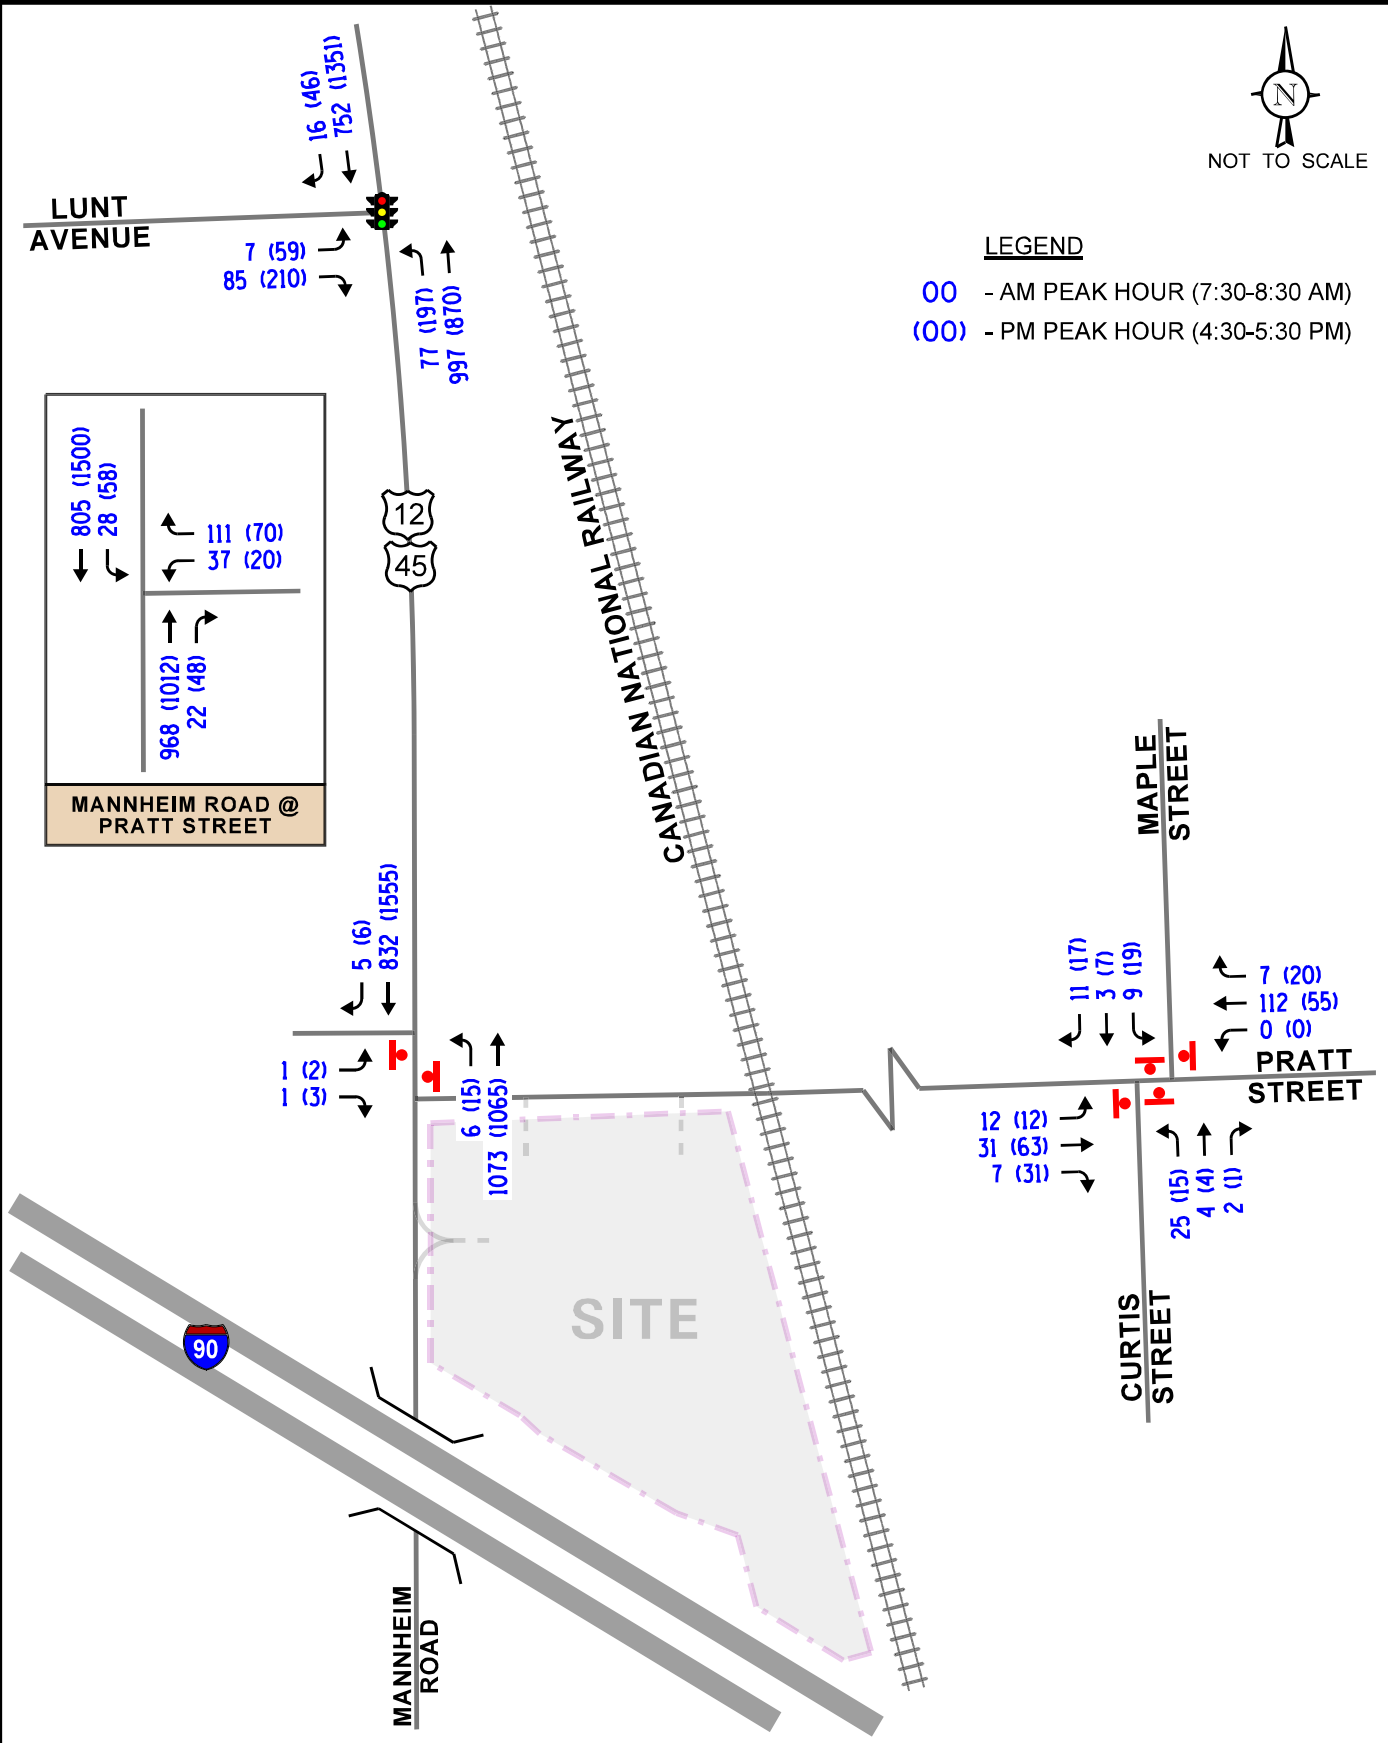 16 (46)
752 (1351)
N
NOT TO SCALE
LUNT
AVENUE
7 (59)
85 (210)
77 (197)
997 (870)
LEGEND
00 - AM PEAK HOUR (7:30-8:30 AM)
(00) - PM PEAK HOUR (4:30-5:30 PM)
805 (1500)
28 (58)
111 (70)
37 (20)
968 (1012)
22 (48)
MANNHEIM ROAD @
PRATT STREET
12
45
CANADIAN NATIONAL RAILWAY
MAPLE
STREET
5 (6)
832 (1555)
1 (2)
1 (3)
6 (15)
1073 (1065)
11 (17)
3 (7)
9 (19)
7 (20)
112 (55)
0 (0)
PRATT
STREET
12 (12)
31 (63)
7 (31)
25 (15)
4 (4)
2 (1)
CURTIS
STREET
SITE
90
MANNHEIM
ROAD